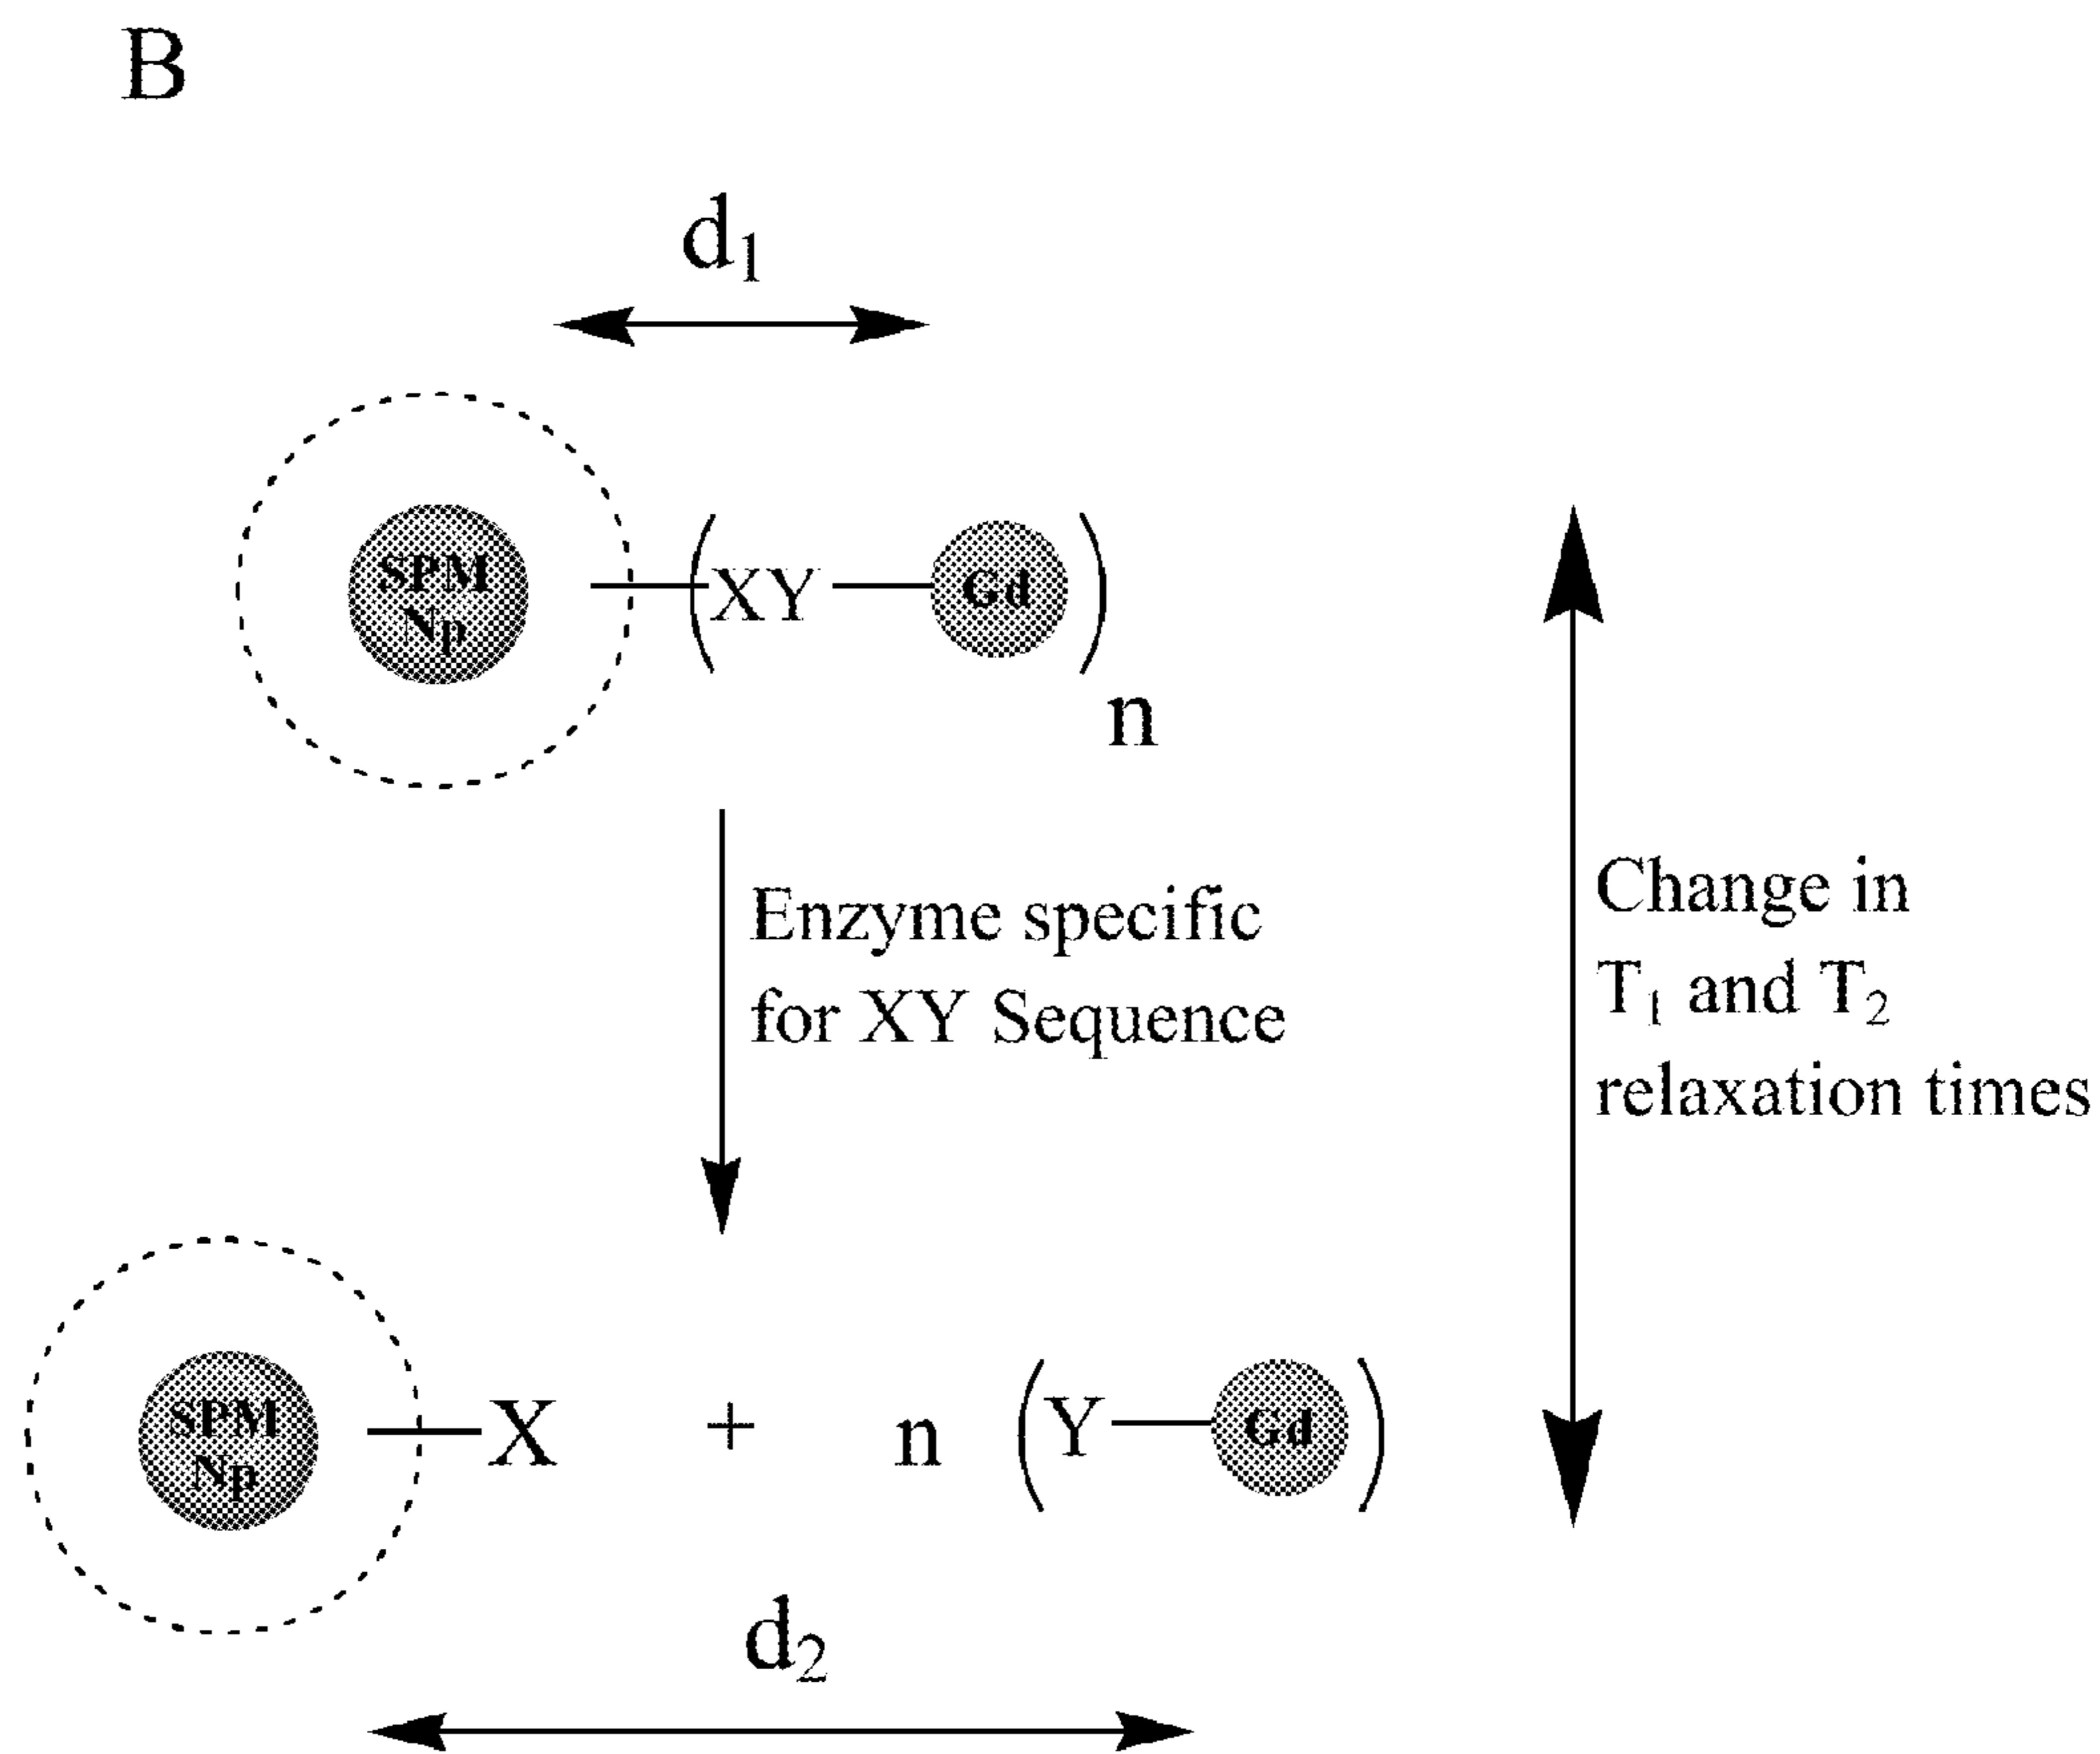 B
d₁
SPM
Np
(XY—Gd)n
Enzyme specific
for XY Sequence
Change in
T₁ and T₂
relaxation times
SPM
Np
X + n (Y—Gd)
d₂